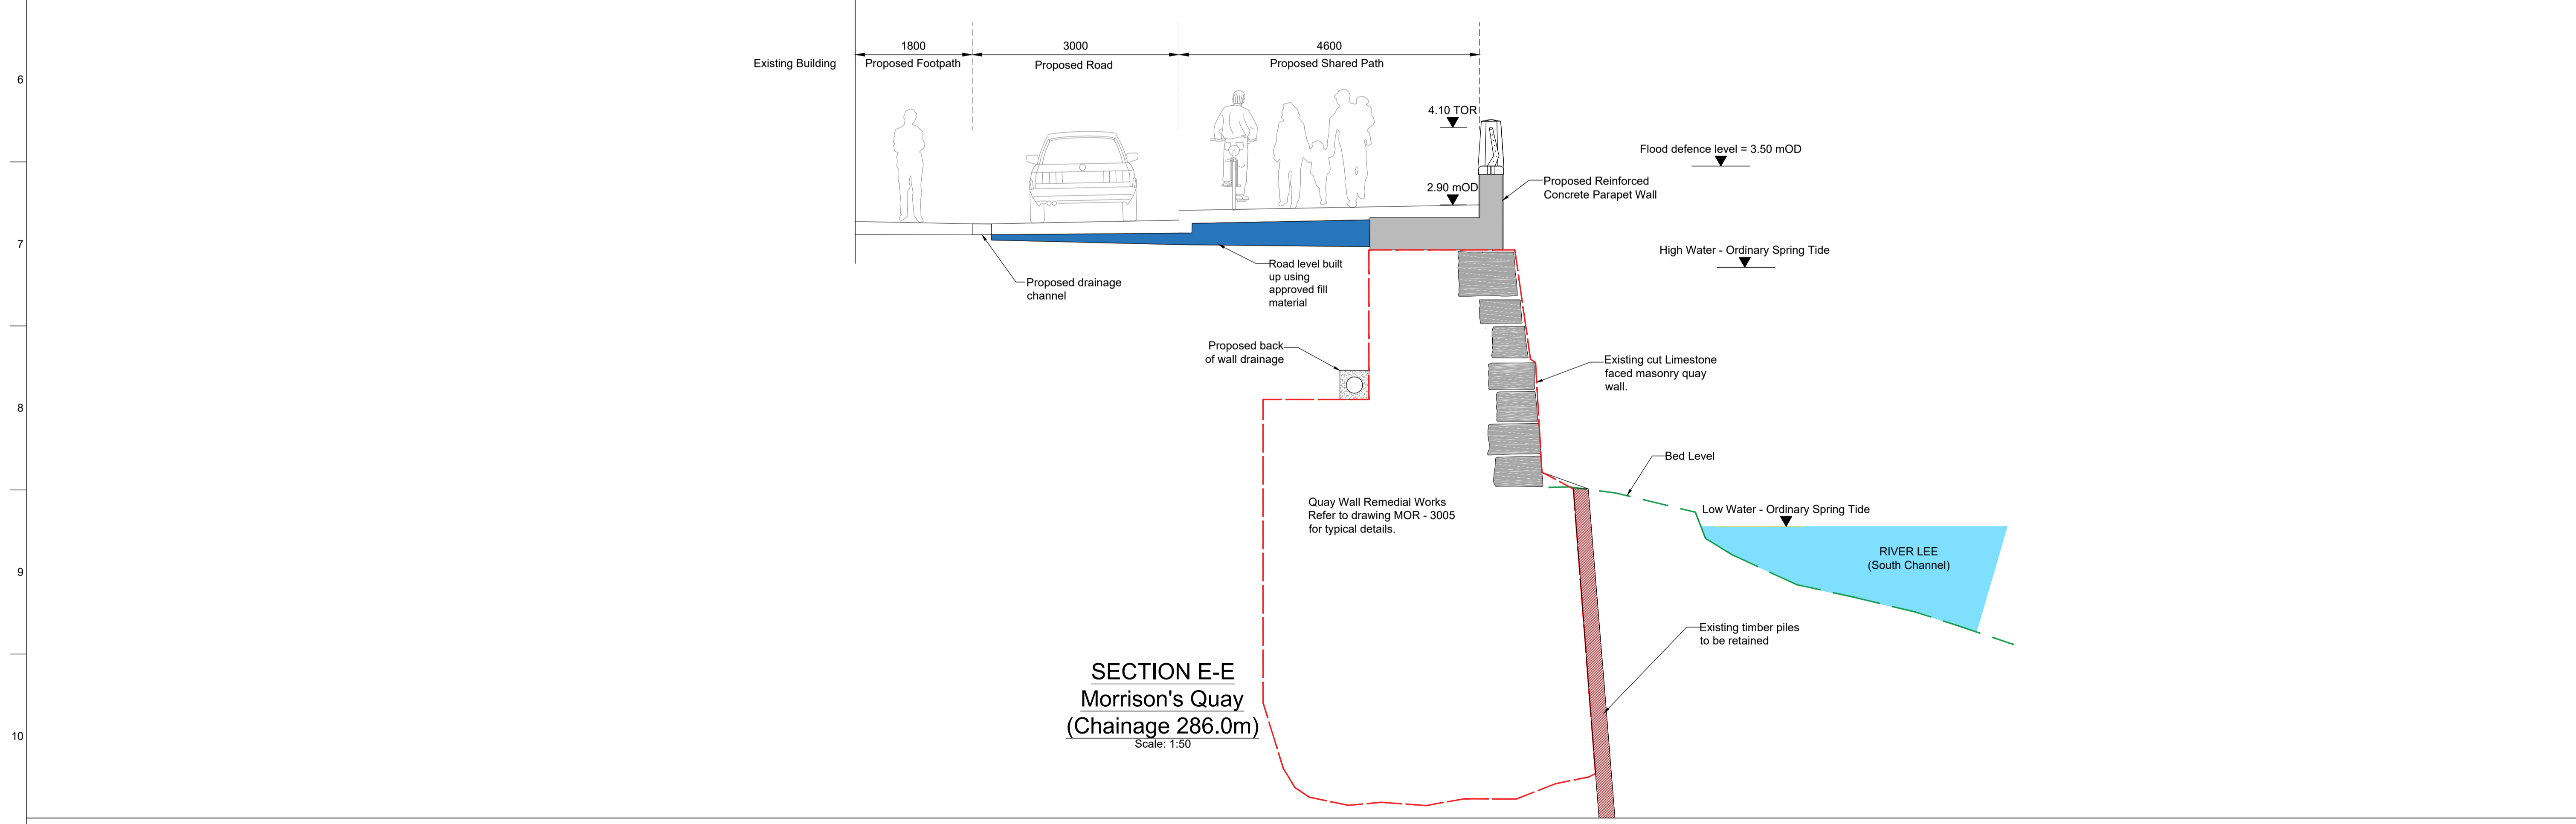 1800
3000
4600
Existing Building
Proposed Footpath
Proposed Road
Proposed Shared Path
6
4.10 TOR
Flood defence level = 3.50 mOD
2.90 mOD
Proposed Reinforced
Concrete Parapet Wall
7
High Water - Ordinary Spring Tide
Road level built
up using
approved fill
material
Proposed drainage
channel
Proposed back
of wall drainage
Existing cut Limestone
faced masonry quay
wall.
8
Bed Level
Quay Wall Remedial Works
Refer to drawing MOR - 3005
for typical details.
Low Water - Ordinary Spring Tide
RIVER LEE
(South Channel)
9
Existing timber piles
to be retained
SECTION E-E
Morrison's Quay
(Chainage 286.0m)
Scale: 1:50
10